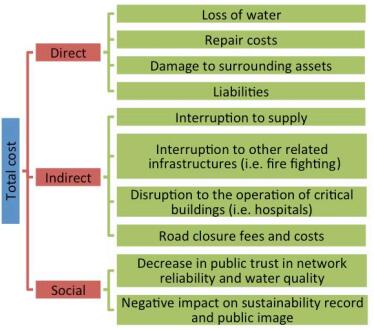 Total cost
Direct
Loss of water
Repair costs
Damage to surrounding assets
Liabilities
Indirect
Interruption to supply
Interruption to other related
infrastructures (i.e. fire fighting)
Disruption to the operation of critical
buildings (i.e. hospitals)
Road closure fees and costs
Social
Decrease in public trust in network
reliability and water quality
Negative impact on sustainability record
and public image